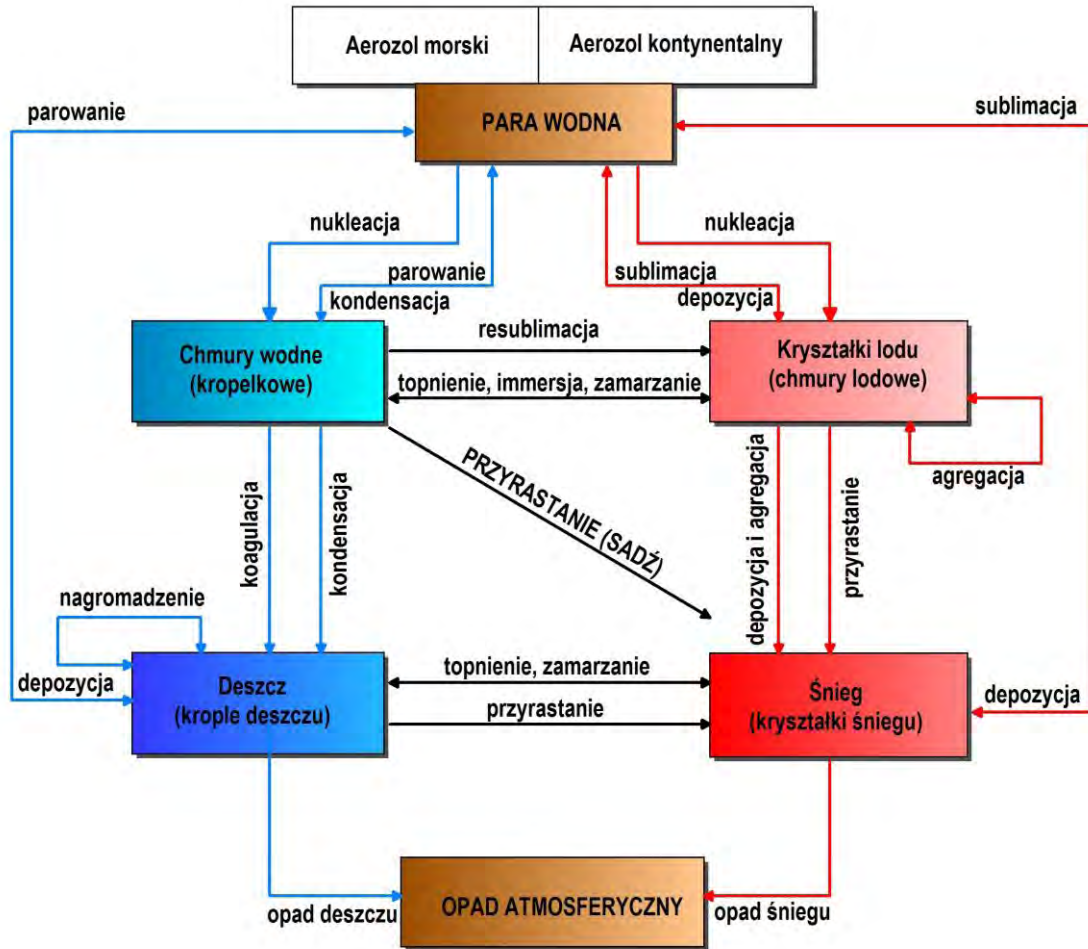 Aerozol morski
Aerozol kontynentalny
parowanie
PARA WODNA
sublimacja
nukleacja
nukleacja
parowanie
sublimacja
kondensacja
depozycja
Chmury wodne
(kropelkowe)
resublimacja
Kryształki lodu
(chmury lodowe)
topnienie, immersja, zamarzanie
agregacja
koagulacja
kondensacja
PRZYRASTANIE (SADŹ)
depozycja i agregacja
przyrastanie
nagromadzenie
depozycja
Deszcz
(krople deszczu)
topnienie, zamarzanie
przyrastanie
Śnieg
(kryształki śniegu)
depozycja
opad deszczu
OPAD ATMOSFERYCZNY
opad śniegu